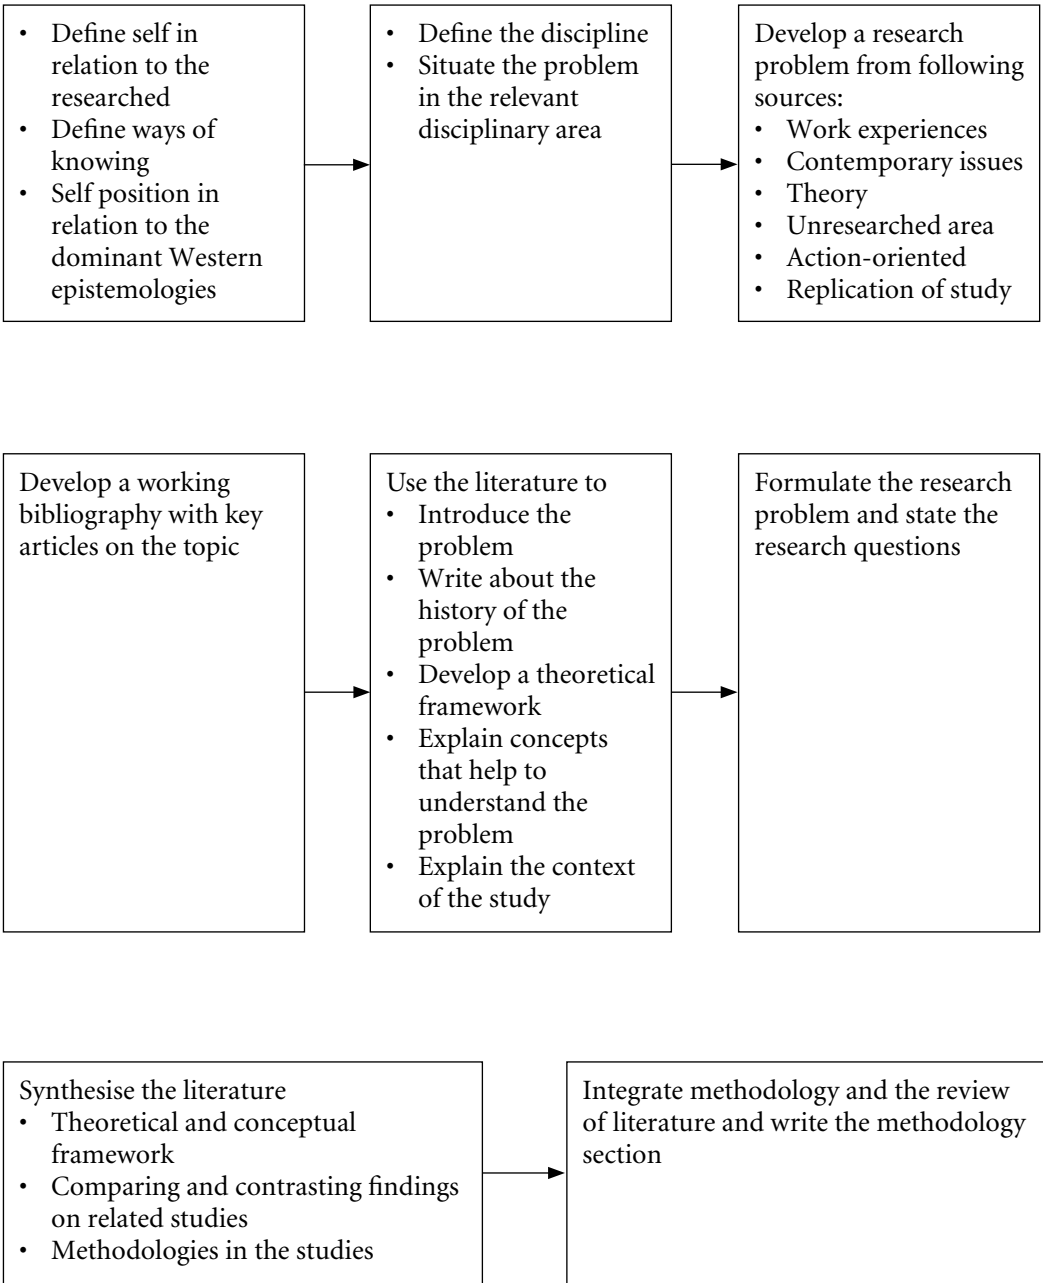 • Define self in
relation to the
researched
• Define ways of
knowing
• Self position in
relation to the
dominant Western
epistemologies
• Define the discipline
• Situate the problem
in the relevant
disciplinary area
Develop a research
problem from following
sources:
• Work experiences
• Contemporary issues
• Theory
• Unresearched area
• Action-oriented
• Replication of study
Develop a working
bibliography with key
articles on the topic
Use the literature to
• Introduce the
problem
• Write about the
history of the
problem
• Develop a theoretical
framework
• Explain concepts
that help to
understand the
problem
• Explain the context
of the study
Formulate the research
problem and state the
research questions
Synthesise the literature
• Theoretical and conceptual
framework
• Comparing and contrasting findings
on related studies
• Methodologies in the studies
Integrate methodology and the review
of literature and write the methodology
section